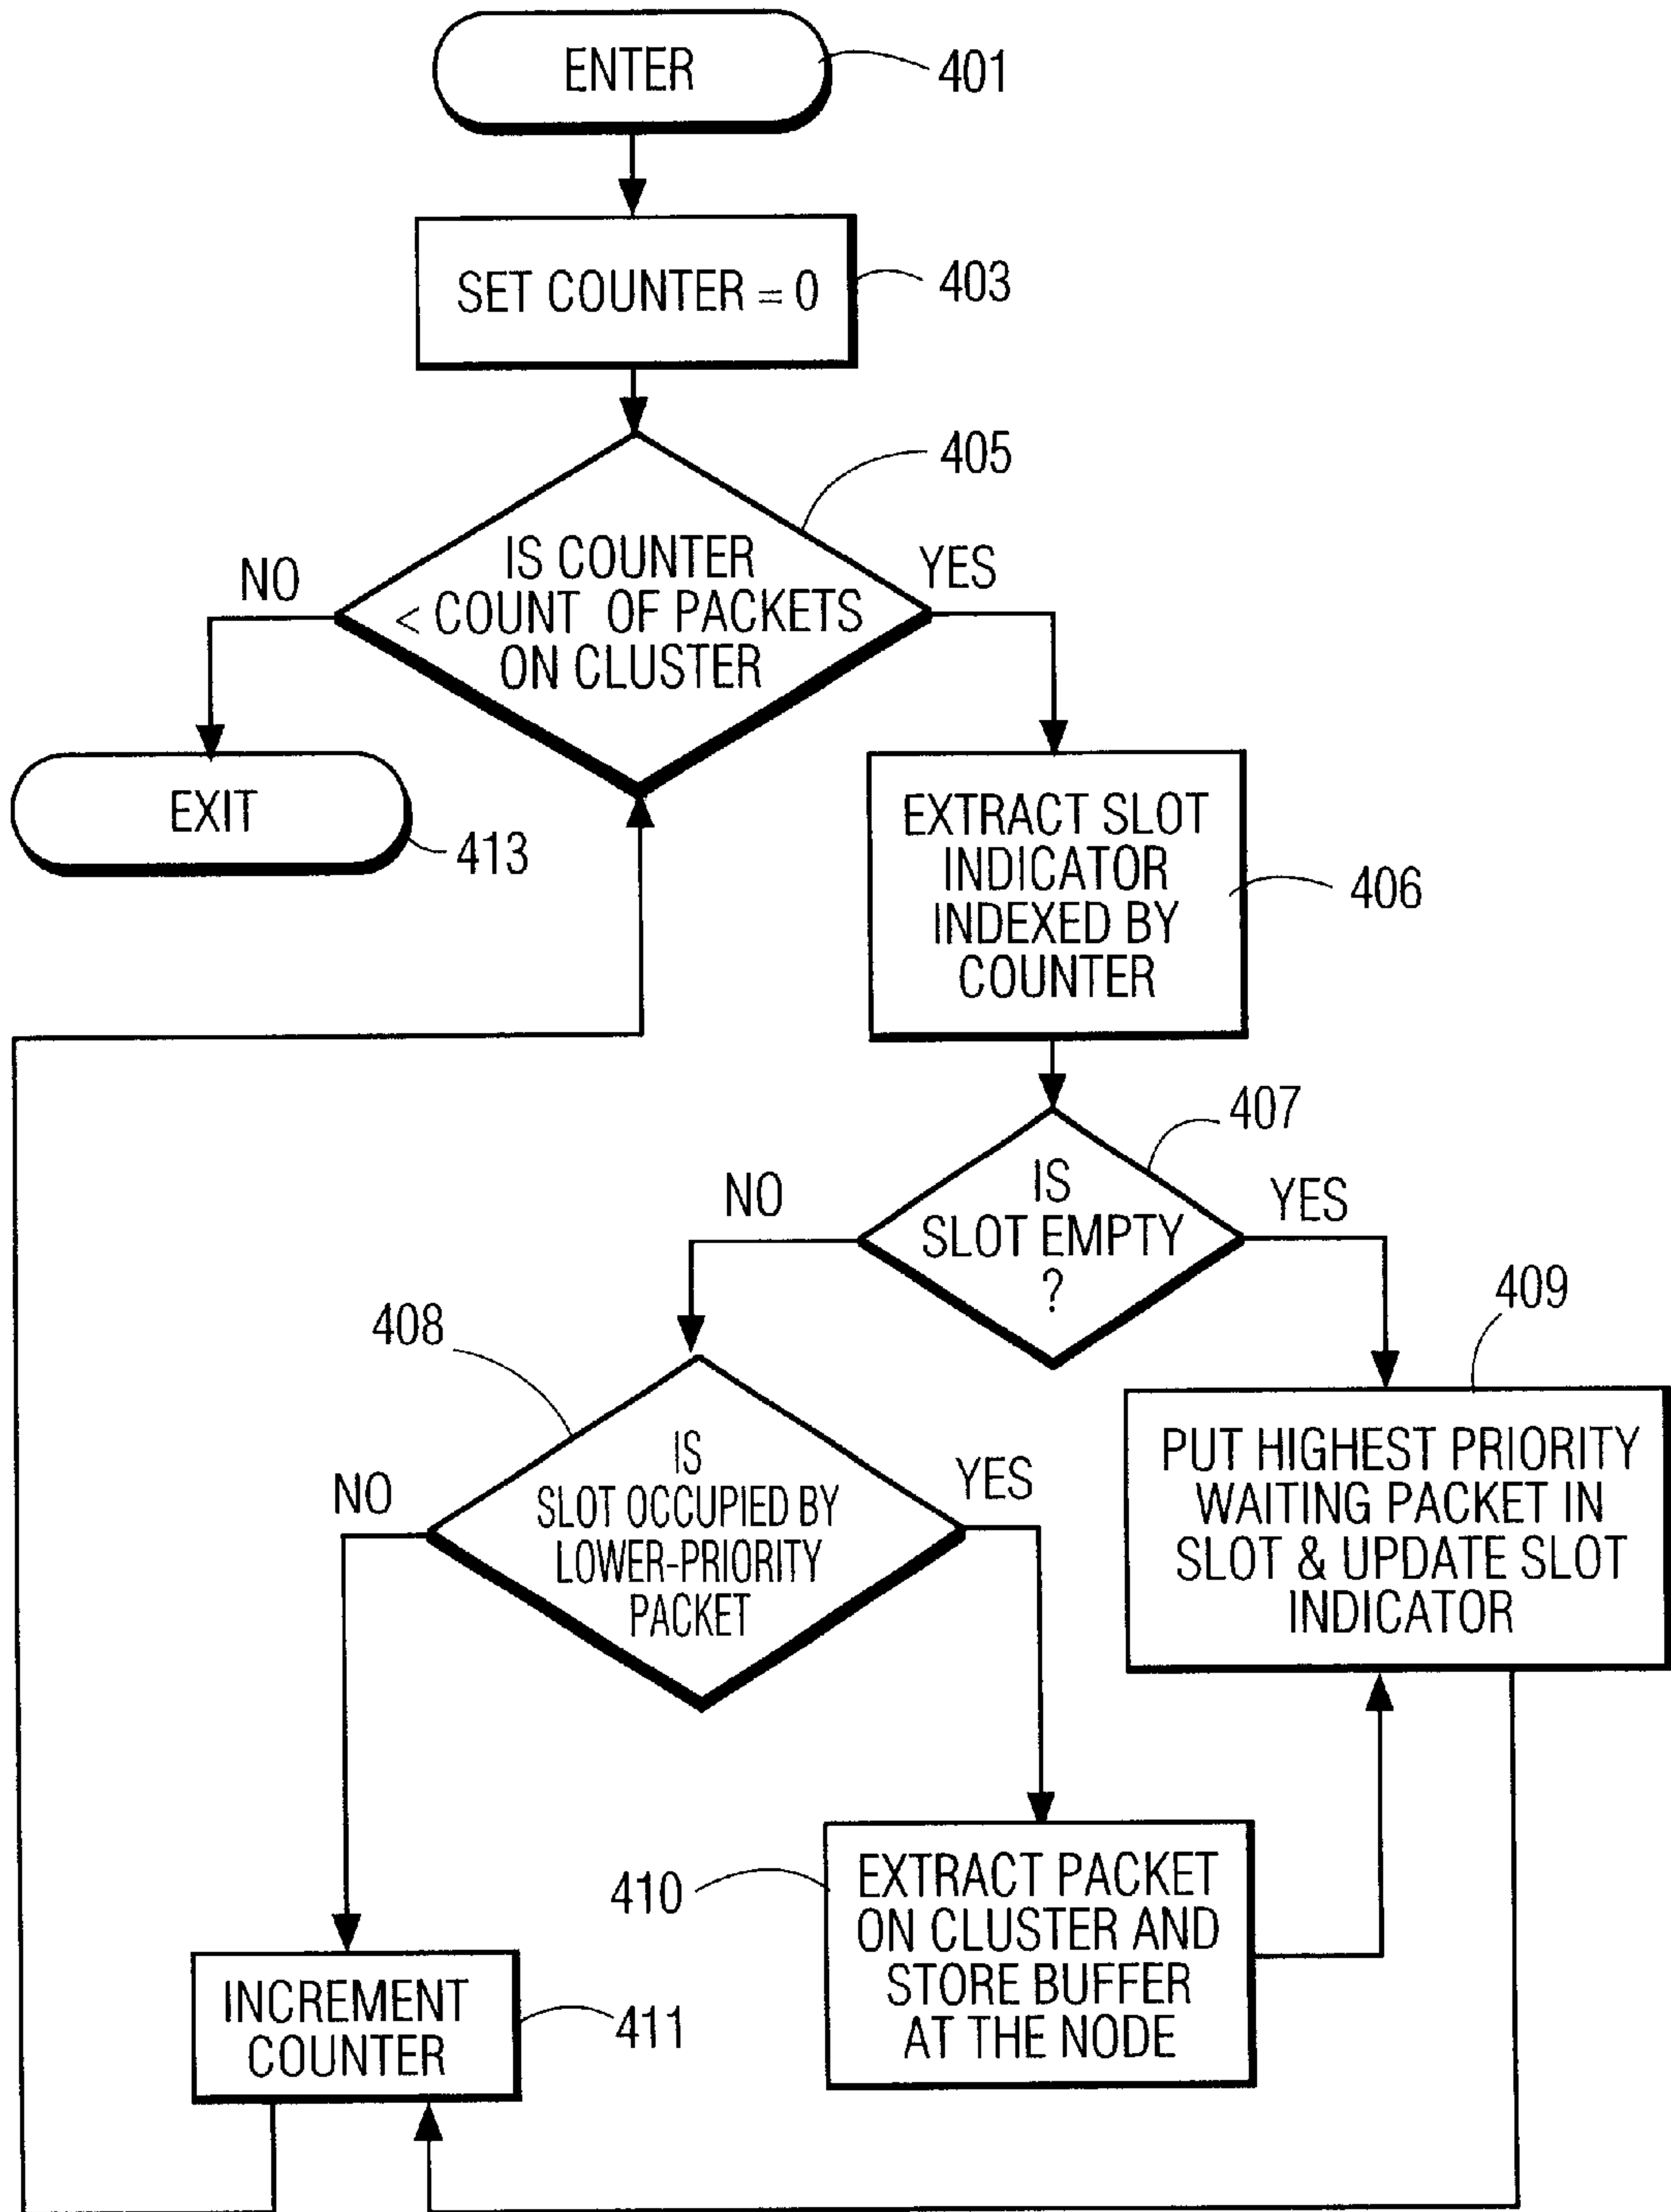 ENTER
401
SET COUNTER = 0
403
405
IS COUNTER
< COUNT OF PACKETS
ON CLUSTER
NO
YES
EXIT
413
EXTRACT SLOT
INDICATOR
INDEXED BY
COUNTER
406
407
IS
SLOT EMPTY
?
NO
YES
408
409
IS
SLOT OCCUPIED BY
LOWER-PRIORITY
PACKET
NO
YES
PUT HIGHEST PRIORITY
WAITING PACKET IN
SLOT & UPDATE SLOT
INDICATOR
410
EXTRACT PACKET
ON CLUSTER AND
STORE BUFFER
AT THE NODE
INCREMENT
COUNTER
411